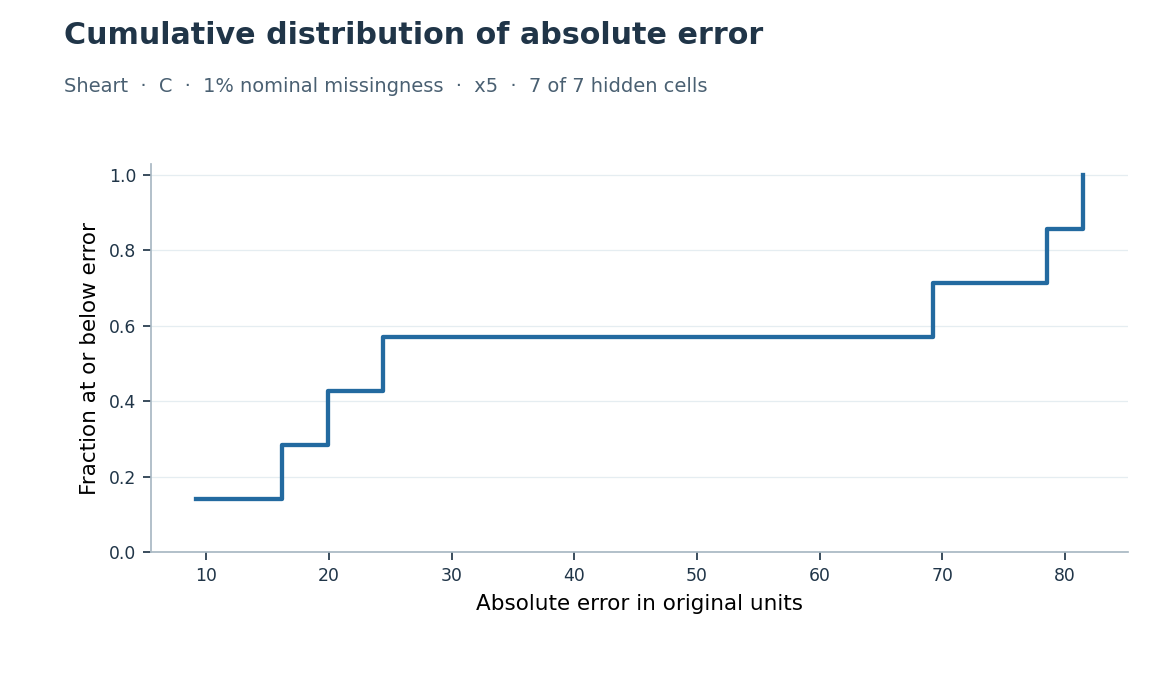 Cumulative distribution of absolute error
Sheart · C · 1% nominal missingness · x5 · 7 of 7 hidden cells
Fraction at or below error
1.0
0.8
0.6
0.4
0.2
0.0
10 20 30 40 50 60 70 80
Absolute error in original units